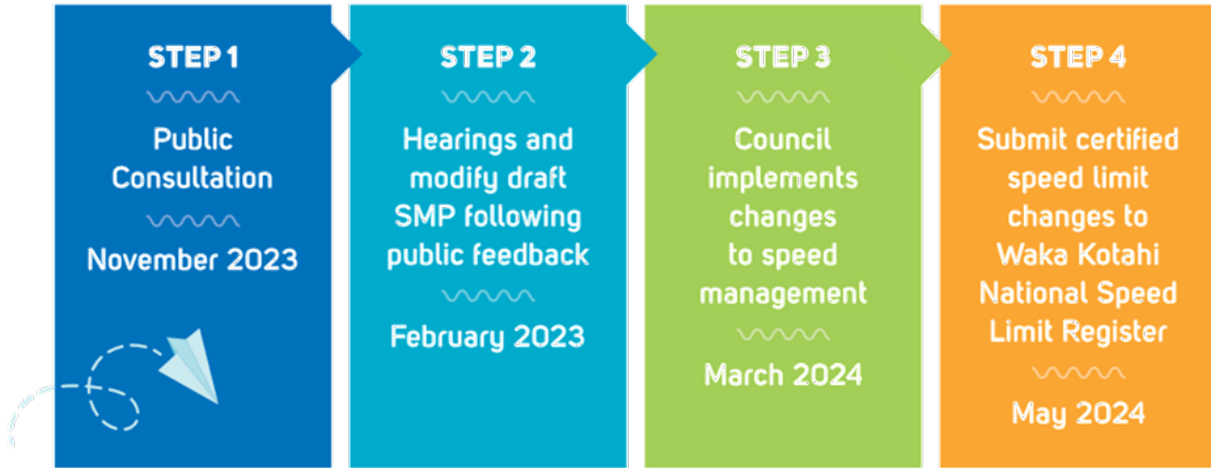 STEP 1
Public
Consultation
November 2023
STEP 2
Hearings and
modify draft
SMP following
public feedback
February 2023
STEP 3
Council
implements
changes
to speed
management
March 2024
STEP 4
Submit certified
speed limit
changes to
Waka Kotahi
National Speed
Limit Register
May 2024